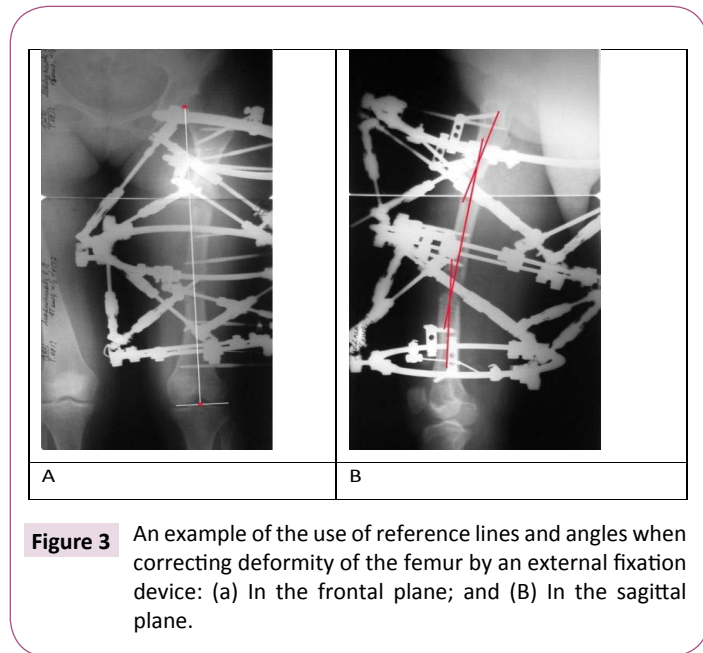 A
B
Figure 3
An example of the use of reference lines and angles when
correcting deformity of the femur by an external fixation
device: (a) In the frontal plane; and (B) In the sagittal
plane.